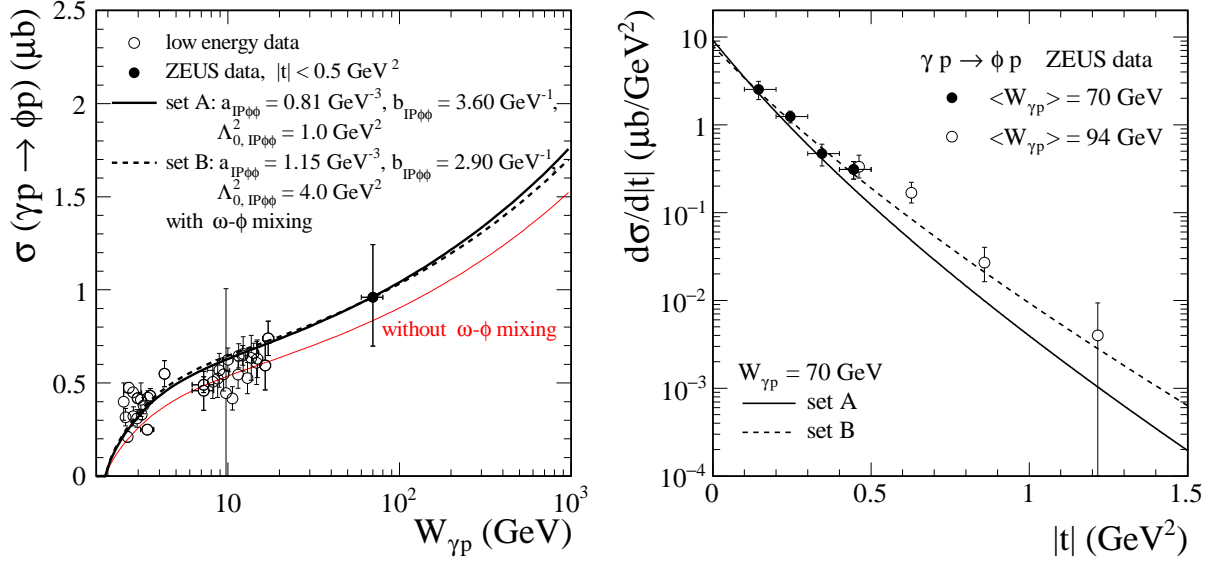 σ (γp → ϕp) (μb)
2.5
2
1.5
1
0.5
0
low energy data
ZEUS data, |t| < 0.5 GeV²
set A: a_IPϕϕ = 0.81 GeV⁻³, b_IPϕϕ = 3.60 GeV⁻¹,
Λ²_0, IPϕϕ = 1.0 GeV²
set B: a_IPϕϕ = 1.15 GeV⁻³, b_IPϕϕ = 2.90 GeV⁻¹
Λ²_0, IPϕϕ = 4.0 GeV²
with ω-ϕ mixing
without ω-ϕ mixing
10 10² 10³
W_γp (GeV)
dσ/d|t| (μb/GeV²)
10
1
10⁻¹
10⁻²
10⁻³
10⁻⁴
γ p → ϕ p ZEUS data
<W_γp> = 70 GeV
<W_γp> = 94 GeV
W_γp = 70 GeV
set A
set B
0 0.5 1 1.5
|t| (GeV²)